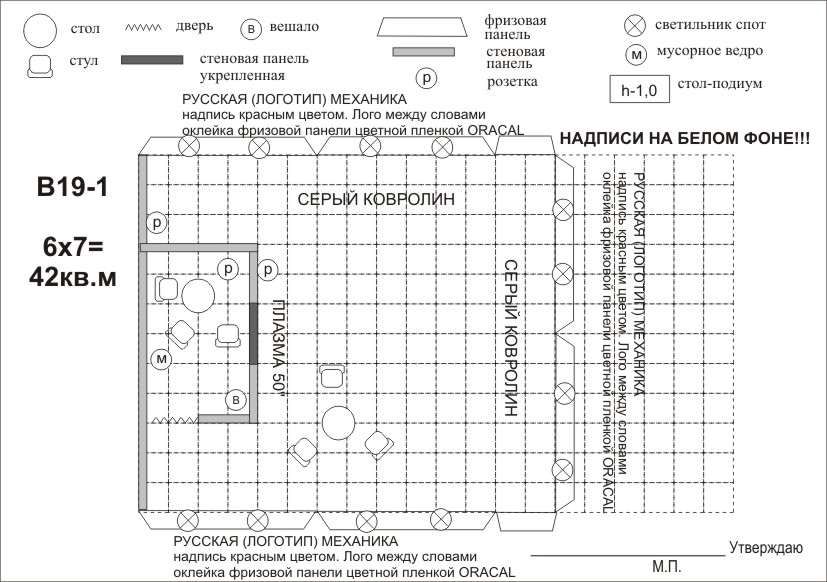 стол
дверь
вешало
фризовая
панель
светильник спот
стул
стеновая панель
укрепленная
стеновая
панель
мусорное ведро
м
в
р
розетка
h-1,0
стол-подиум
РУССКАЯ (ЛОГОТИП) МЕХАНИКА
надпись красным цветом. Лого между словами
оклейка фризовой панели цветной пленкой ORACAL
НАДПИСИ НА БЕЛОМ ФОНЕ!!!
В19-1
6х7=
42кв.м
СЕРЫЙ КОВРОЛИН
р
р
р
м
в
ПЛАЗМА 50"
СЕРЫЙ КОВРОЛИН
РУССКАЯ (ЛОГОТИП) МЕХАНИКА
надпись красным цветом. Лого между словами
оклейка фризовой панели цветной пленкой ORACAL
РУССКАЯ (ЛОГОТИП) МЕХАНИКА
надпись красным цветом. Лого между словами
оклейка фризовой панели цветной пленкой ORACAL
Утверждаю
М.П.